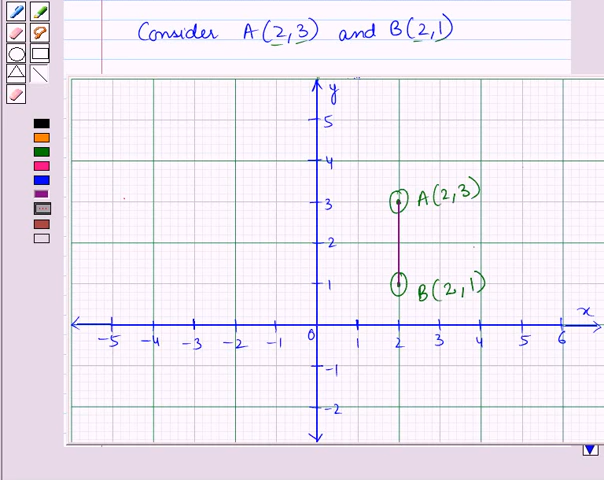 Consider A(2,3) and B(2,1)
y
5
4
3 A(2,3)
2
1 B(2,1)
x
-5 -4 -3 -2 -1 0 1 2 3 4 5 6
-1
-2